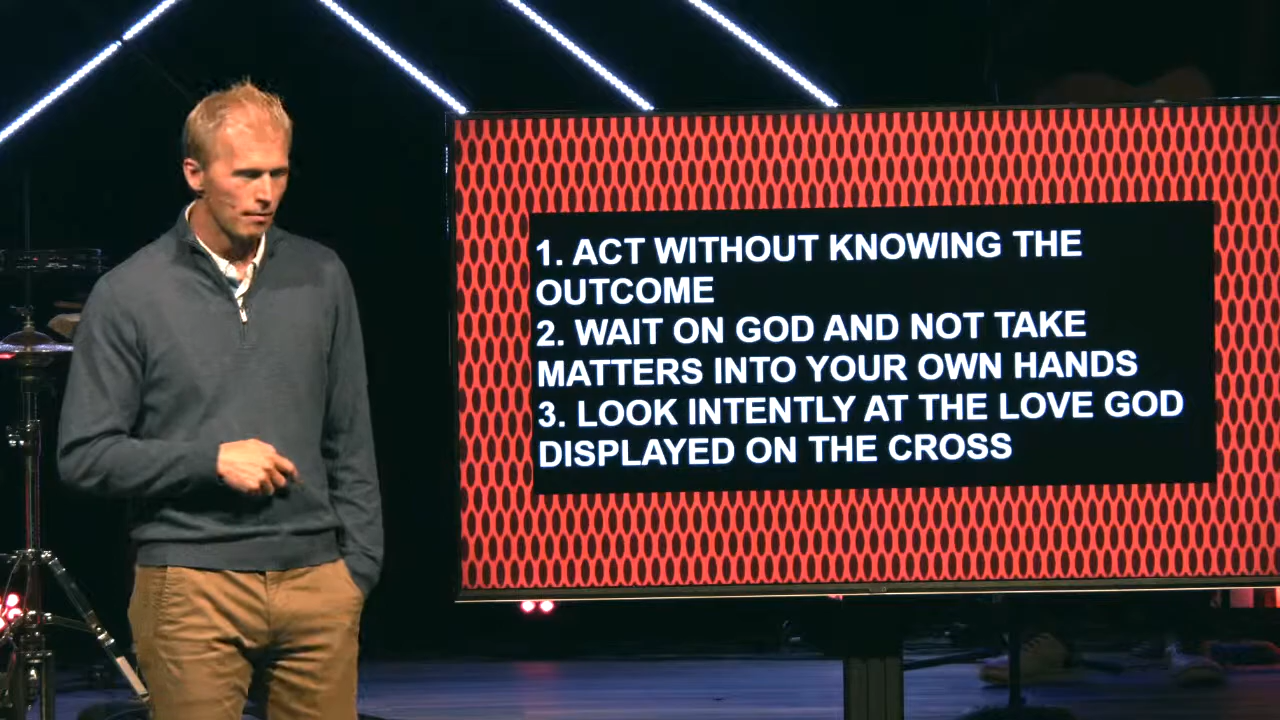 1. ACT WITHOUT KNOWING THE
OUTCOME
2. WAIT ON GOD AND NOT TAKE
MATTERS INTO YOUR OWN HANDS
3. LOOK INTENTLY AT THE LOVE GOD
DISPLAYED ON THE CROSS